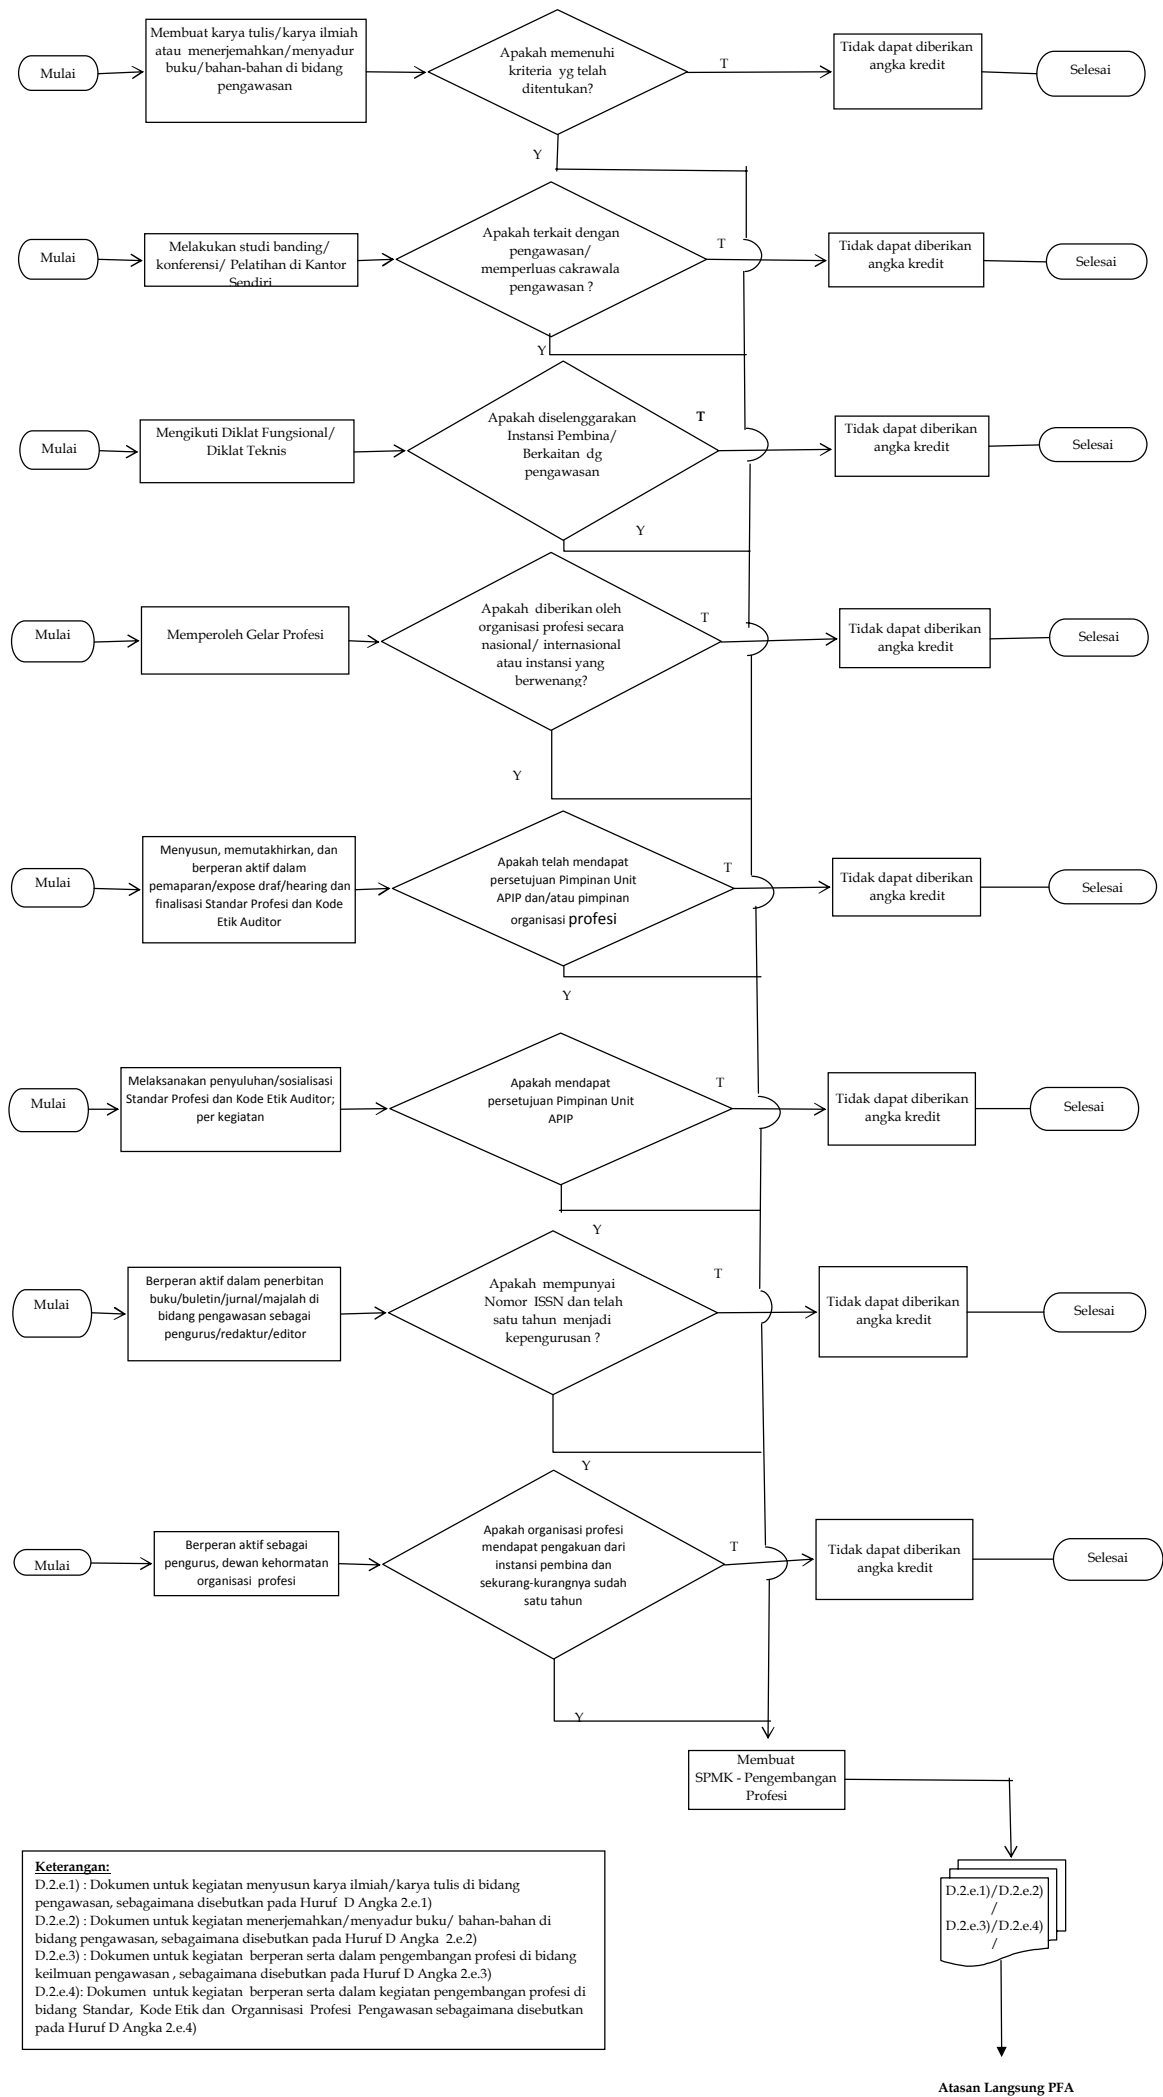 Mulai
Membuat karya tulis/karya ilmiah
atau menerjemahkan/menyadur
buku/bahan-bahan di bidang
pengawasan
Apakah memenuhi
kriteria yg telah
ditentukan?
T
Tidak dapat diberikan
angka kredit
Selesai
Y
Mulai
Melakukan studi banding/
konferensi/ Pelatihan di Kantor
Sendiri
Apakah terkait dengan
pengawasan/
memperluas cakrawala
pengawasan ?
T
Tidak dapat diberikan
angka kredit
Selesai
Y
Mulai
Mengikuti Diklat Fungsional/
Diklat Teknis
Apakah diselenggarakan
Instansi Pembina/
Berkaitan dg
pengawasan
T
Tidak dapat diberikan
angka kredit
Selesai
Y
Mulai
Memperoleh Gelar Profesi
Apakah diberikan oleh
organisasi profesi secara
nasional/ internasional
atau instansi yang
berwenang?
T
Tidak dapat diberikan
angka kredit
Selesai
Y
Mulai
Menyusun, memutakhirkan, dan
berperan aktif dalam
pemaparan/expose draf/hearing dan
finalisasi Standar Profesi dan Kode
Etik Auditor
Apakah telah mendapat
persetujuan Pimpinan Unit
APIP dan/atau pimpinan
organisasi profesi
T
Tidak dapat diberikan
angka kredit
Selesai
Y
Mulai
Melaksanakan penyuluhan/sosialisasi
Standar Profesi dan Kode Etik Auditor;
per kegiatan
Apakah mendapat
persetujuan Pimpinan Unit
APIP
T
Tidak dapat diberikan
angka kredit
Selesai
Y
Mulai
Berperan aktif dalam penerbitan
buku/buletin/jurnal/majalah di
bidang pengawasan sebagai
pengurus/redaktur/editor
Apakah mempunyai
Nomor ISSN dan telah
satu tahun menjadi
kepengurusan ?
T
Tidak dapat diberikan
angka kredit
Selesai
Y
Mulai
Berperan aktif sebagai
pengurus, dewan kehormatan
organisasi profesi
Apakah organisasi profesi
mendapat pengakuan dari
instansi pembina dan
sekurang-kurangnya sudah
satu tahun
T
Tidak dapat diberikan
angka kredit
Selesai
Y
Membuat
SPMK - Pengembangan
Profesi
Keterangan:
D.2.e.1) : Dokumen untuk kegiatan menyusun karya ilmiah/karya tulis di bidang
pengawasan, sebagaimana disebutkan pada Huruf D Angka 2.e.1)
D.2.e.2) : Dokumen untuk kegiatan menerjemahkan/menyadur buku/ bahan-bahan di
bidang pengawasan, sebagaimana disebutkan pada Huruf D Angka 2.e.2)
D.2.e.3) : Dokumen untuk kegiatan berperan serta dalam pengembangan profesi di bidang
keilmuan pengawasan , sebagaimana disebutkan pada Huruf D Angka 2.e.3)
D.2.e.4): Dokumen untuk kegiatan berperan serta dalam kegiatan pengembangan profesi di
bidang Standar, Kode Etik dan Organnisasi Profesi Pengawasan sebagaimana disebutkan
pada Huruf D Angka 2.e.4)
D.2.e.1)/D.2.e.2)
/
D.2.e.3)/D.2.e.4)
/
Atasan Langsung PFA